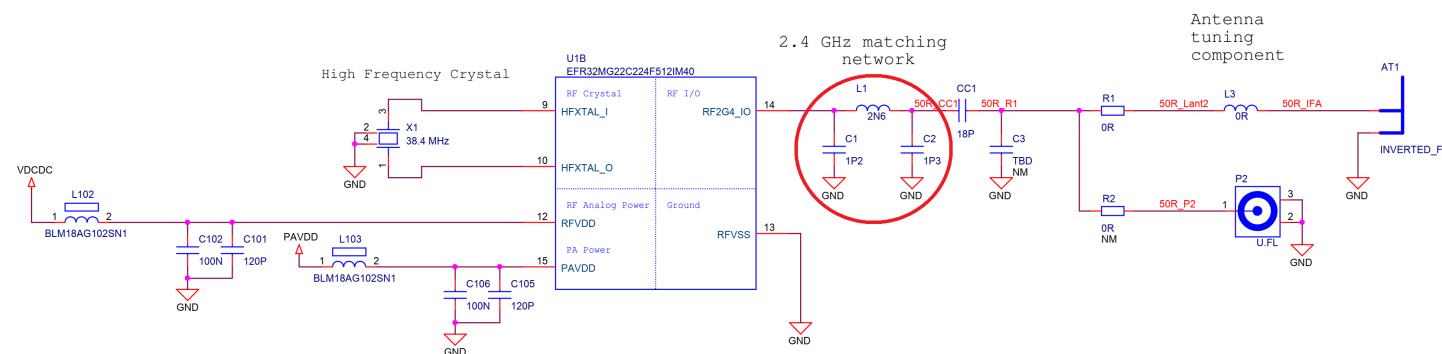 Antenna
tuning
component
2.4 GHz matching
network
High Frequency Crystal
U1B
EFR32MG22C224F512IM40
RF Crystal
RF I/O
9
HFXTAL_I
RF2G4_IO
14
10
HFXTAL_O
RF Analog Power
Ground
12
RFVDD
RFVSS
13
PA Power
15
PAVDD
3
2
4
1
X1
38.4 MHz
GND
VDCDC
L102
1
2
BLM18AG102SN1
C102
100N
C101
120P
GND
PAVDD
L103
1
2
BLM18AG102SN1
C106
100N
C105
120P
GND
GND
L1
2N6
C1
1P2
GND
C2
1P3
GND
50R_CC1
CC1
18P
50R_R1
C3
TBD
NM
GND
R1
0R
50R_Lant2
L3
0R
50R_IFA
AT1
INVERTED_F
GND
R2
0R
NM
50R_P2
P2
1
3
2
U.FL
GND